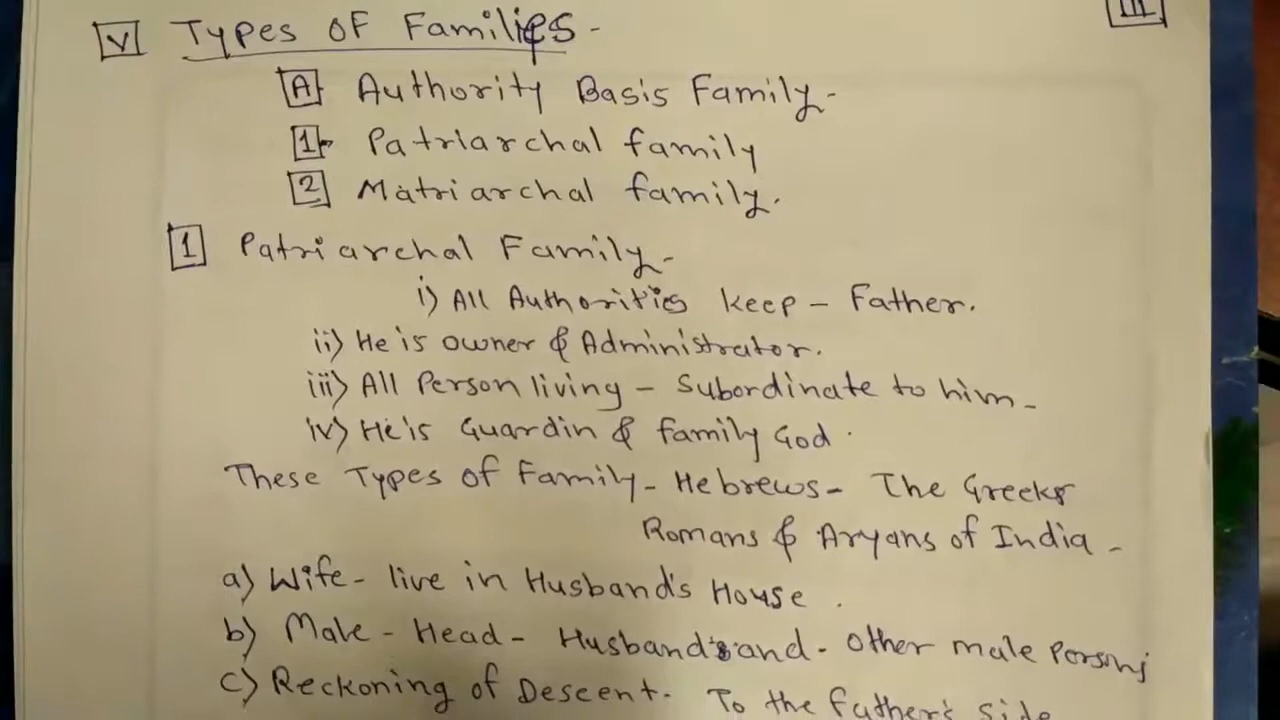 III
V Types of Families -
A Authority Basis Family -
1 - Patriarchal family
2 Matriarchal family.
1 Patriarchal Family -
i) All Authorities keep - Father.
ii) He is owner & Administrator.
iii) All Person living - Subordinate to him -
iv) He is Guardin & family God.
These Types of Family - Hebrews - The Greeks
Romans & Aryans of India -
a) Wife - live in Husband's House.
b) Male - Head - Husband's and - other male Persons
c) Reckoning of Descent. To the father's side